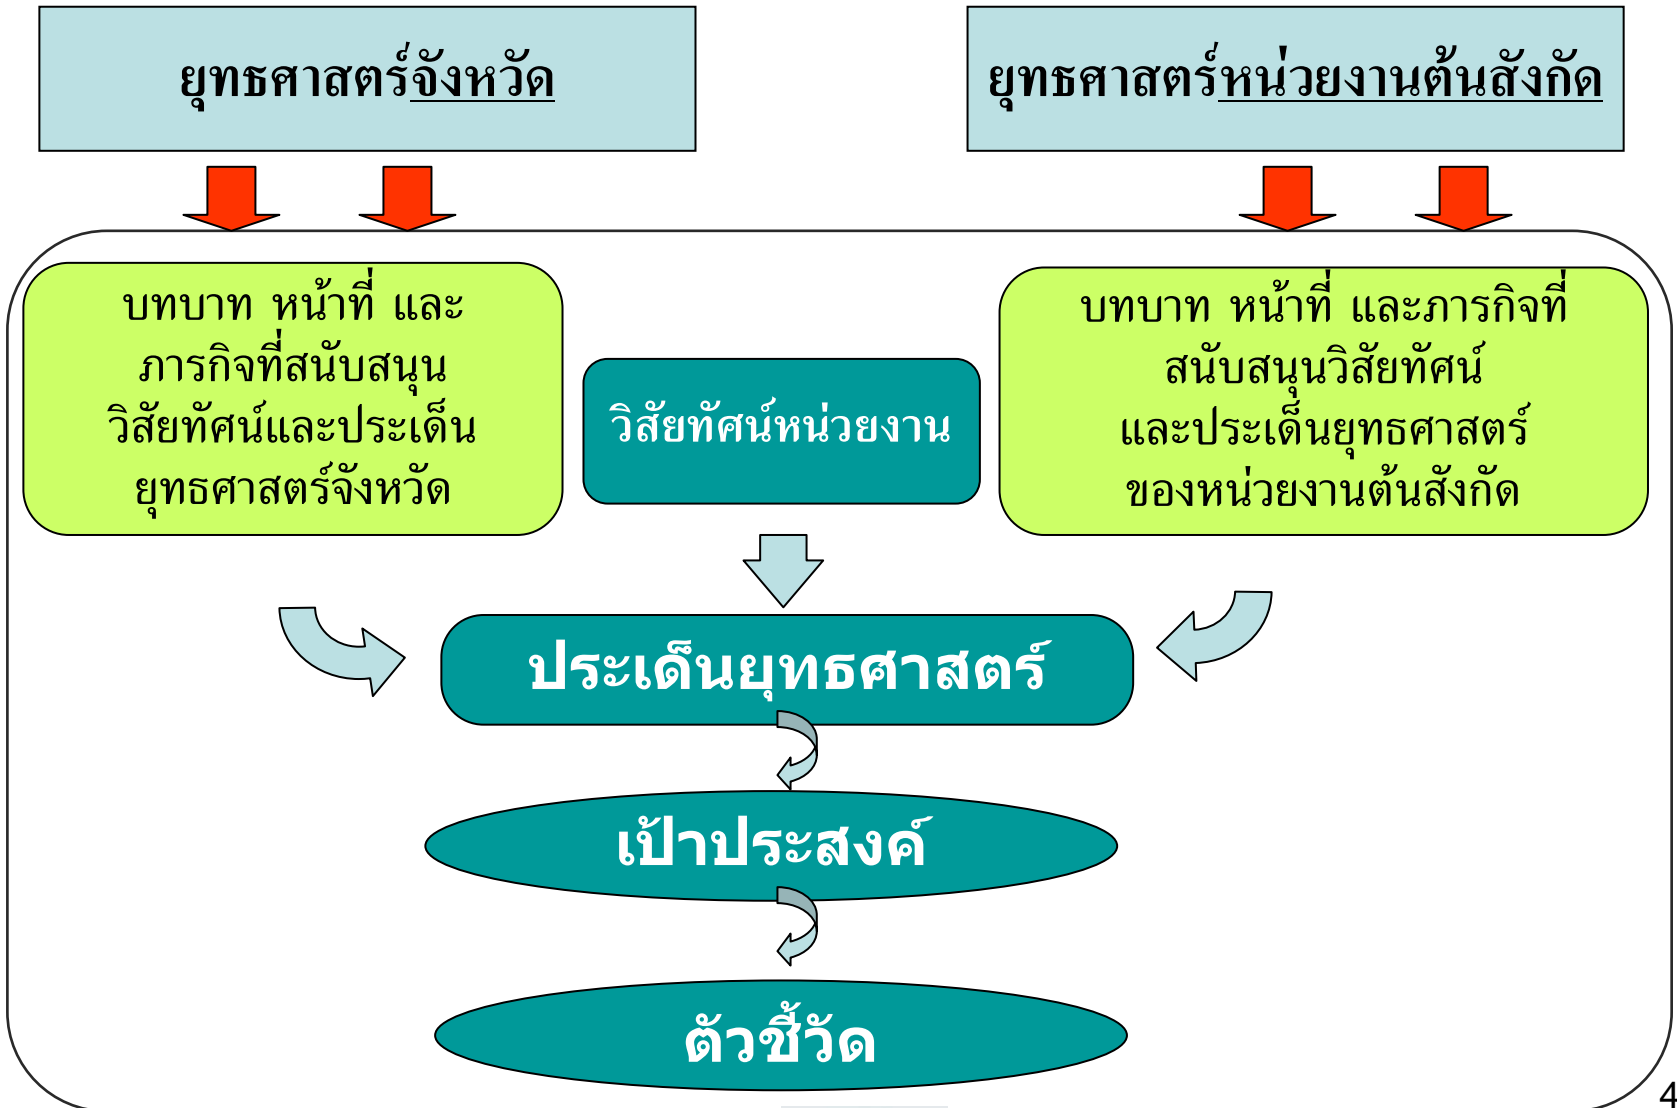 ยุทธศาสตร์จังหวัด
ยุทธศาสตร์หน่วยงานต้นสังกัด
บทบาท หน้าที่ และ
ภารกิจที่สนับสนุน
วิสัยทัศน์และประเด็น
ยุทธศาสตร์จังหวัด
วิสัยทัศน์หน่วยงาน
บทบาท หน้าที่ และภารกิจที่
สนับสนุนวิสัยทัศน์
และประเด็นยุทธศาสตร์
ของหน่วยงานต้นสังกัด
ประเด็นยุทธศาสตร์
เป้าประสงค์
ตัวชี้วัด
4